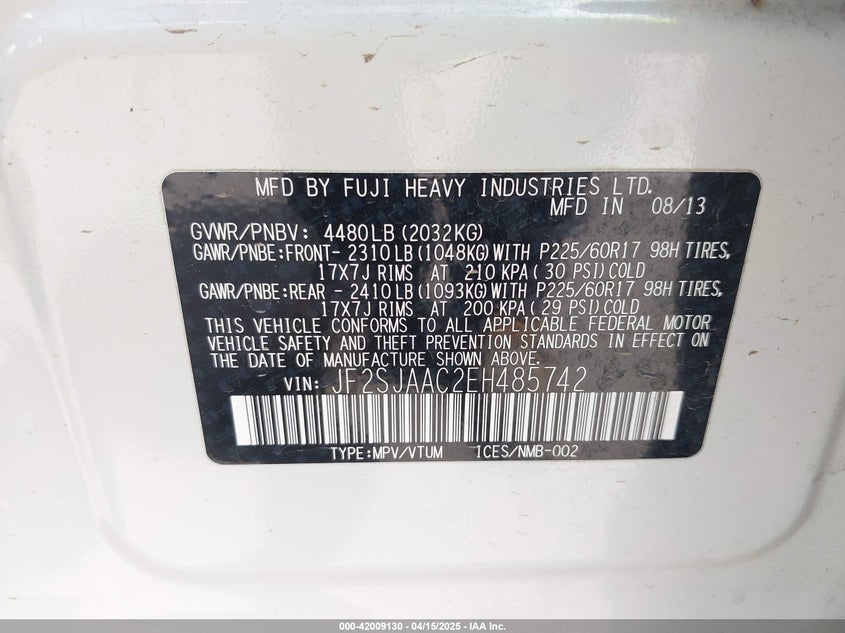 MFD BY FUJI HEAVY INDUSTRIES LTD.
MFD IN 08/13
GVWR/PNBV: 4480LB(2032KG)
GAWR/PNBE:FRONT- 2310LB(1048KG)WITH P225/60R17 98H TIRES,
17X7J RIMS AT 210 KPA( 30 PSI)COLD
GAWR/PNBE:REAR - 2410LB(1093KG)WITH P225/60R17 98H TIRES,
17X7J RIMS AT 200 KPA( 29 PSI)COLD
THIS VEHICLE CONFORMS TO ALL APPLICABLE FEDERAL MOTOR
VEHICLE SAFETY AND THEFT PREVENTION STANDARDS IN EFFECT ON
THE DATE OF MANUFACTURE SHOWN ABOVE.
VIN: JF2SJAAC2EH485742
TYPE:MPV/VTUM ICES/NMB-002
000-42009130 - 04/15/2025 - IAA Inc.